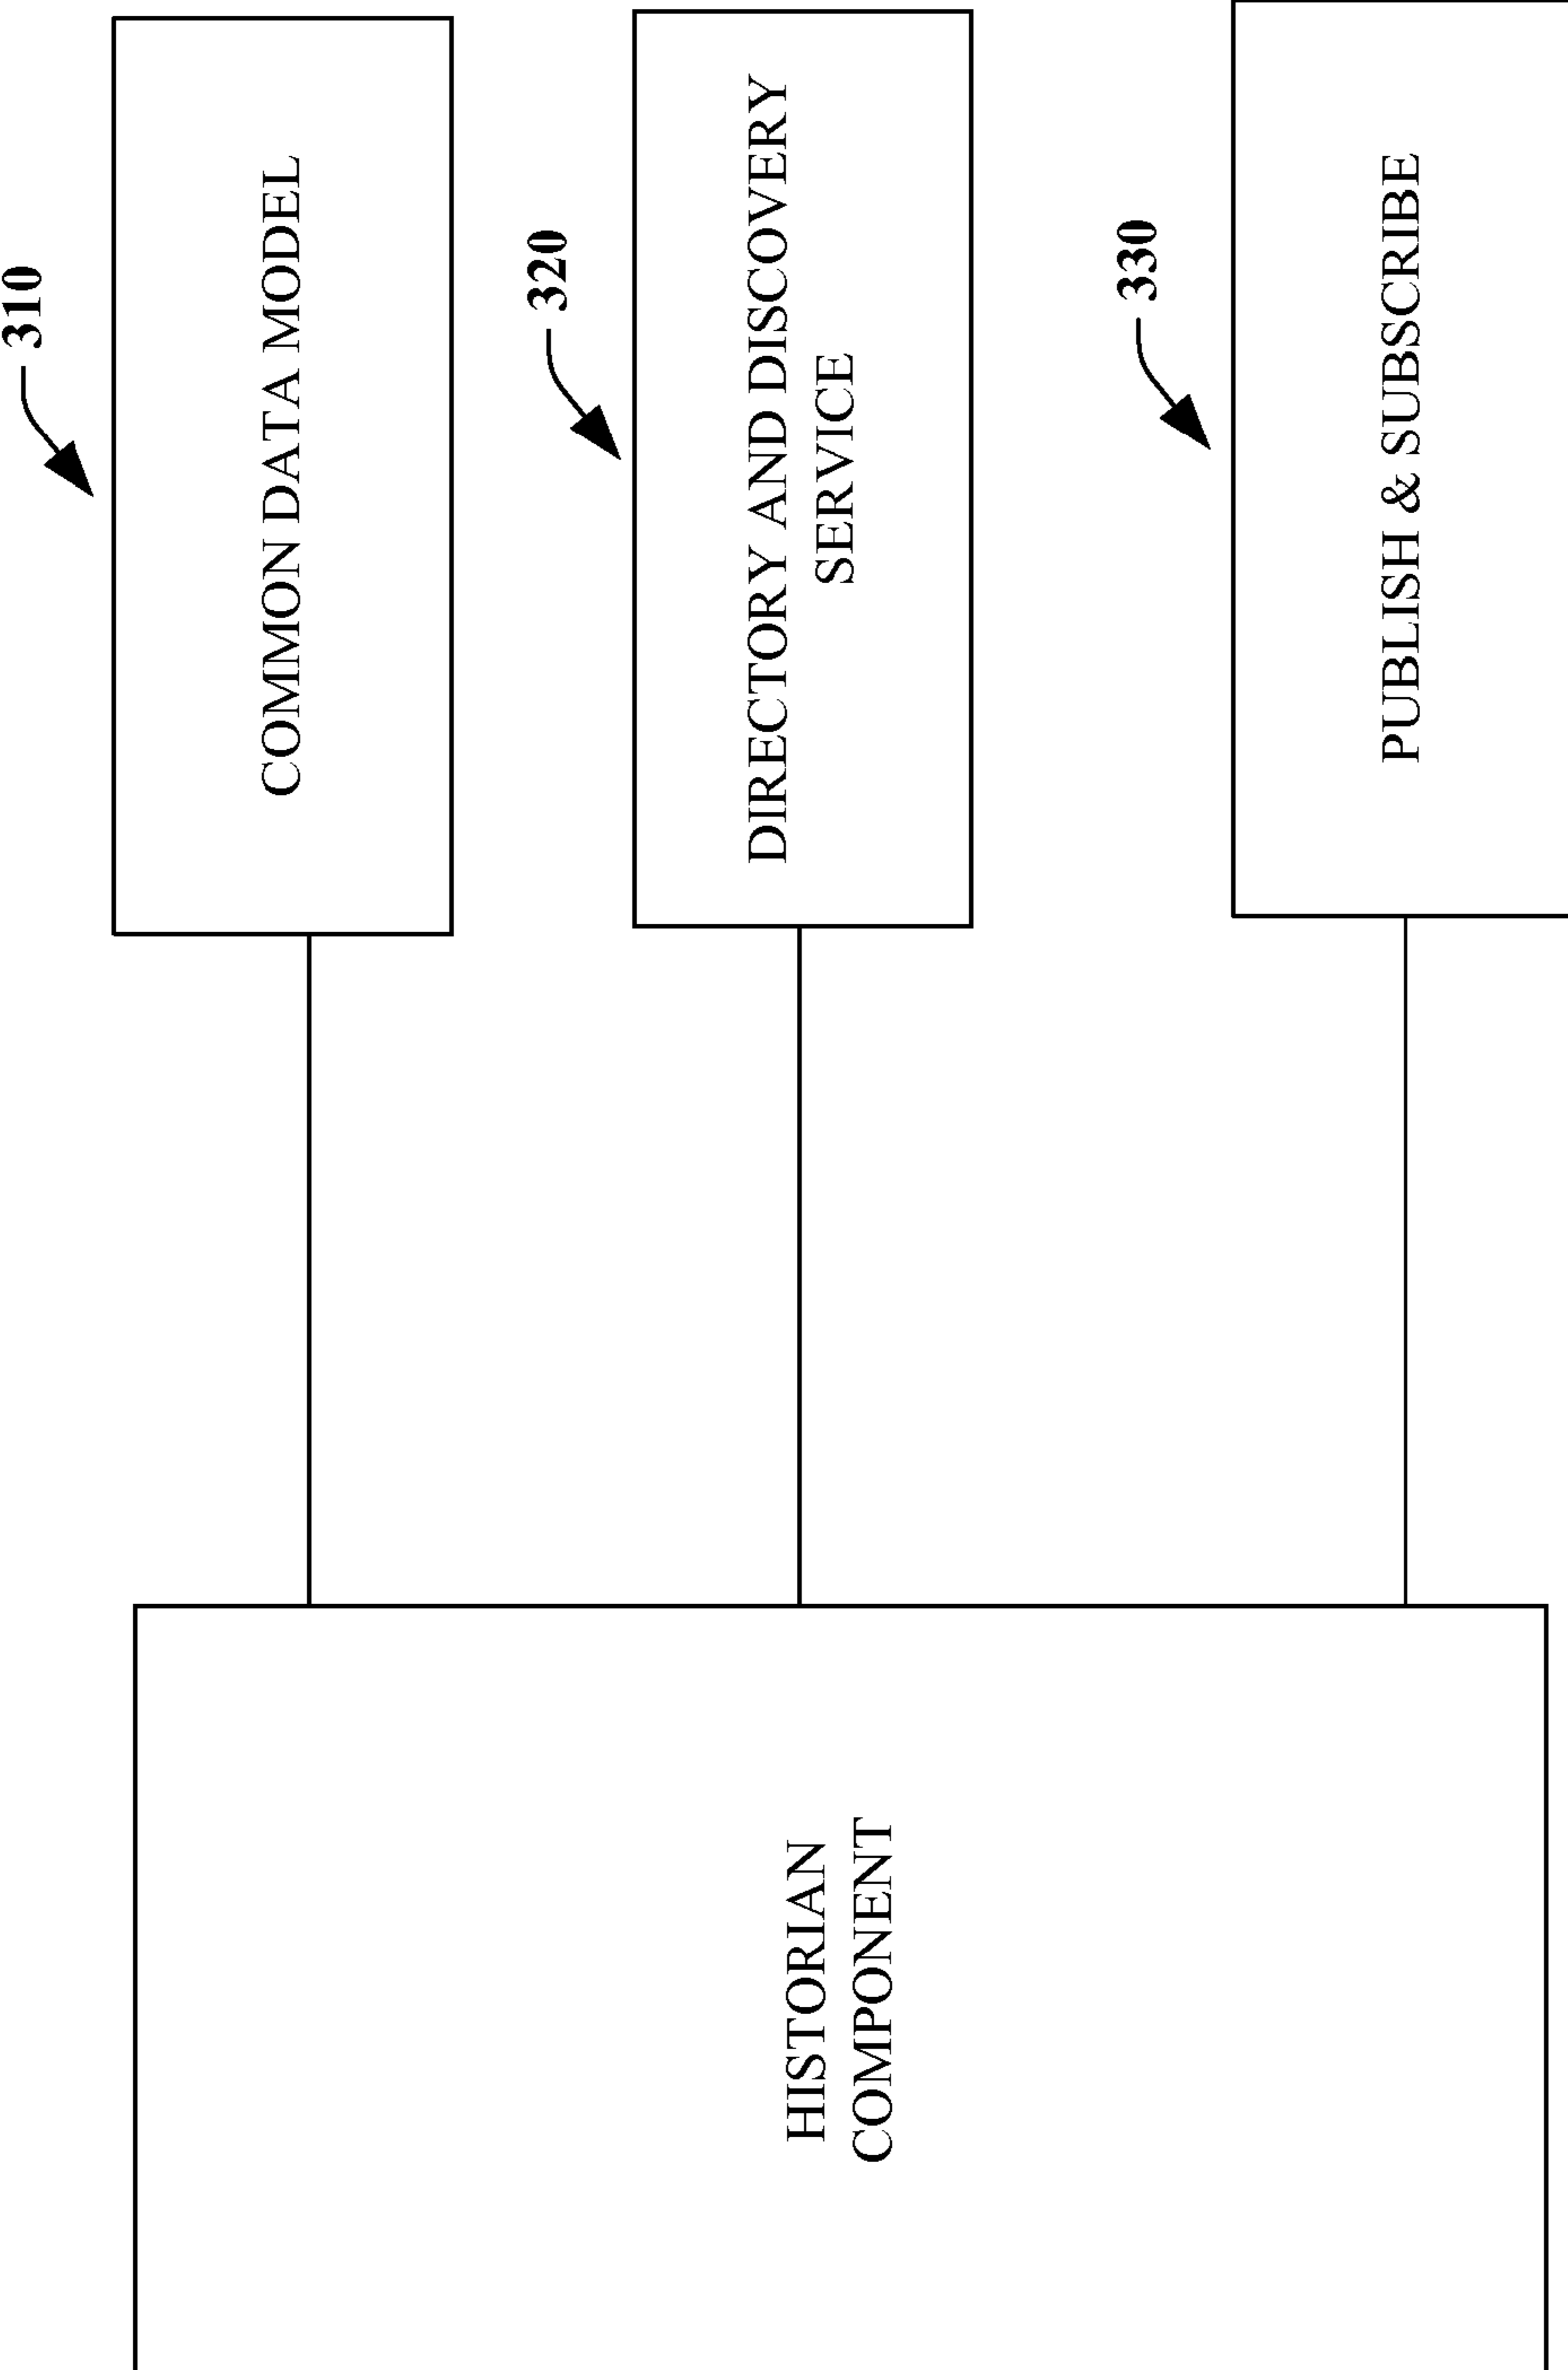 310
COMMON DATA MODEL
320
DIRECTORY AND DISCOVERY
SERVICE
330
PUBLISH & SUBSCRIBE
HISTORIAN
COMPONENT